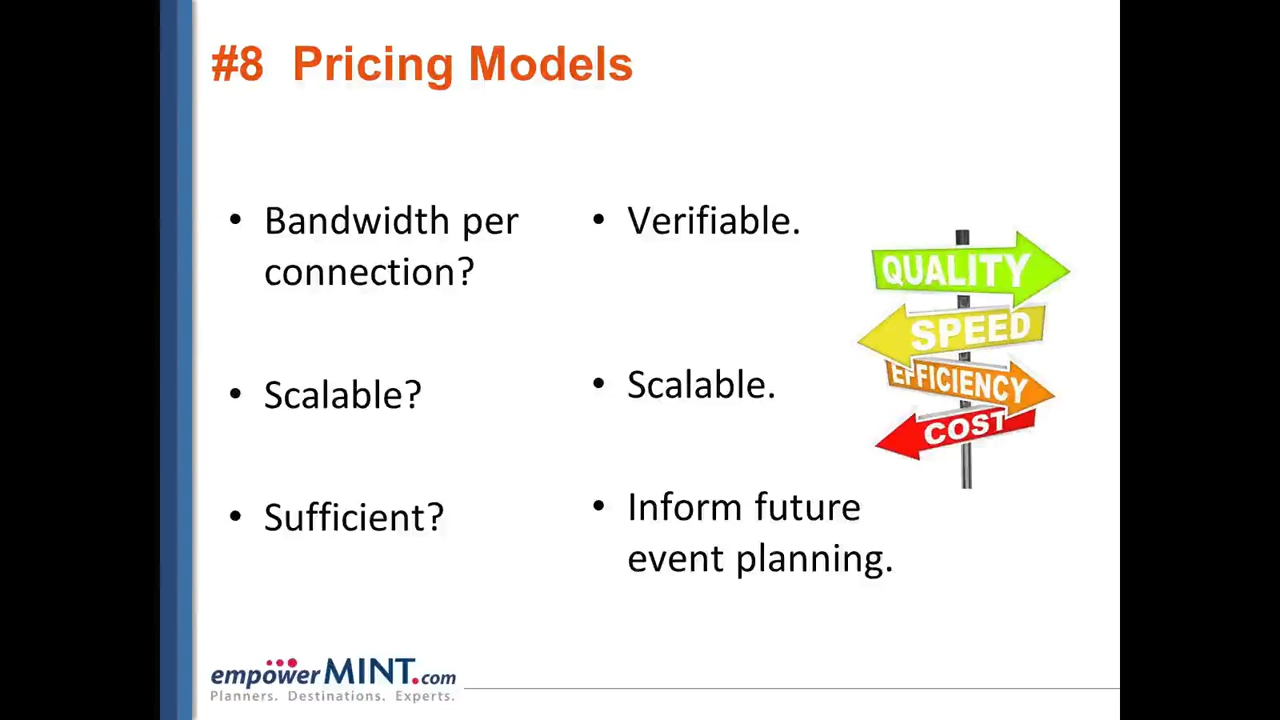 #8 Pricing Models
• Bandwidth per
connection?
• Scalable?
• Sufficient?
• Verifiable.
• Scalable.
• Inform future
event planning.
QUALITY
SPEED
EFFICIENCY
COST
empowerMINT.com
Planners. Destinations. Experts.